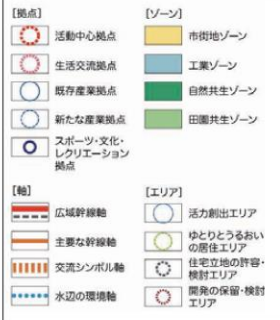 [拠点]
活動中心拠点
生活交流拠点
既存産業拠点
新たな産業拠点
スポーツ・文化・
レクリエーション
拠点
[ゾーン]
市街地ゾーン
工業ゾーン
自然共生ゾーン
田園共生ゾーン
[軸]
広域幹線軸
主要な幹線軸
交流シンボル軸
水辺の環境軸
[エリア]
活力創出エリア
ゆとりとうるおい
の居住エリア
住宅立地の許容・
検討エリア
開発の保留・検討
エリア